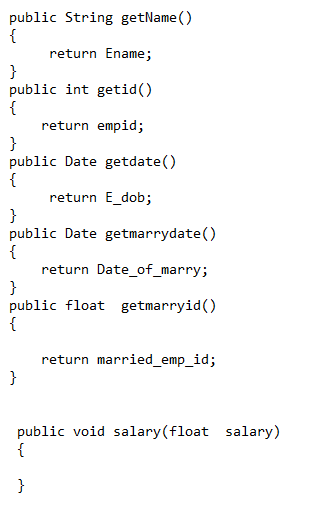 public String getName()
{
     return Ename;
}
public int getid()
{
    return empid;
}
public Date getdate()
{
     return E_dob;
}
public Date getmarrydate()
{
    return Date_of_marry;
}
public float  getmarryid()
{

    return married_emp_id;
}


 public void salary(float  salary)
 {

 }